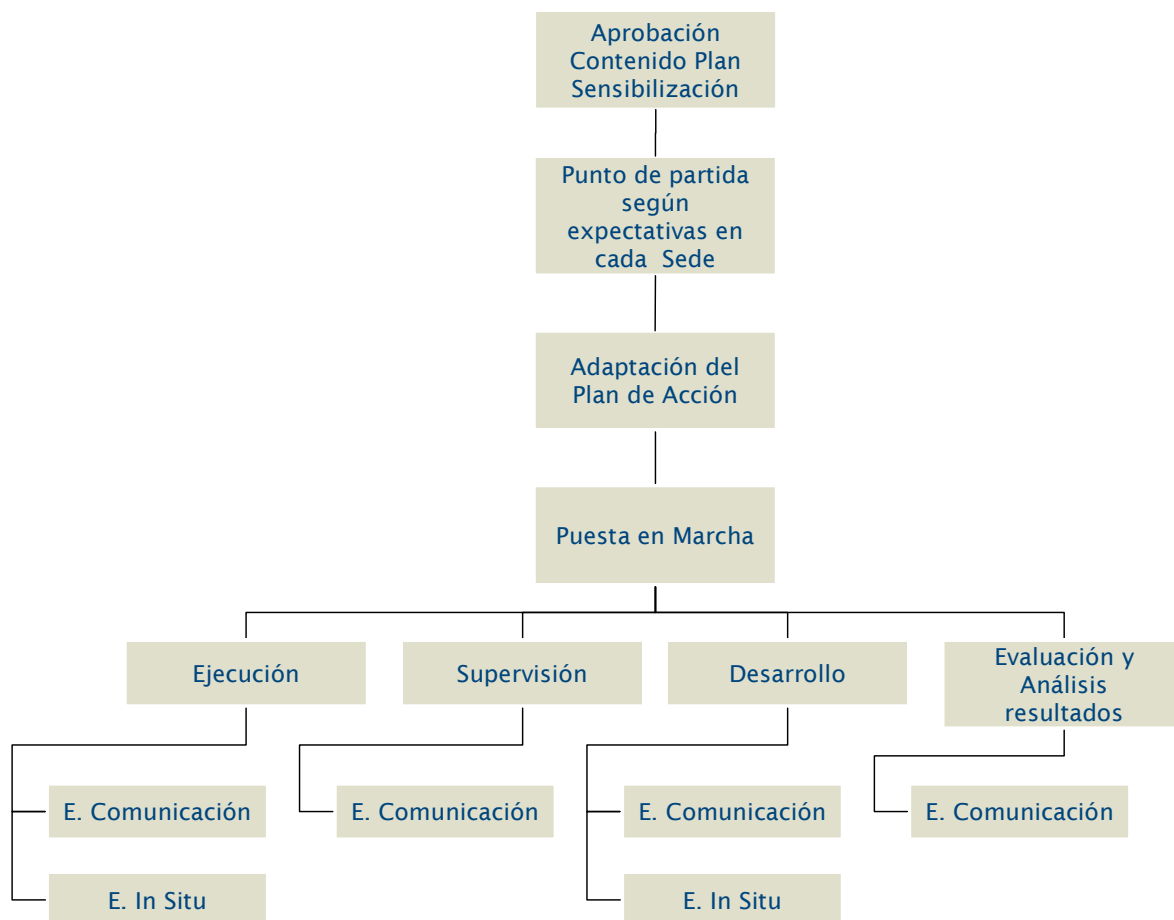 Aprobación
Contenido Plan
Sensibilización
Punto de partida
según
expectativas en
cada  Sede
Adaptación del
Plan de Acción
Puesta en Marcha
Ejecución
Supervisión
Desarrollo
Evaluación y
Análisis
resultados
E. Comunicación
E. Comunicación
E. Comunicación
E. Comunicación
E. In Situ
E. In Situ